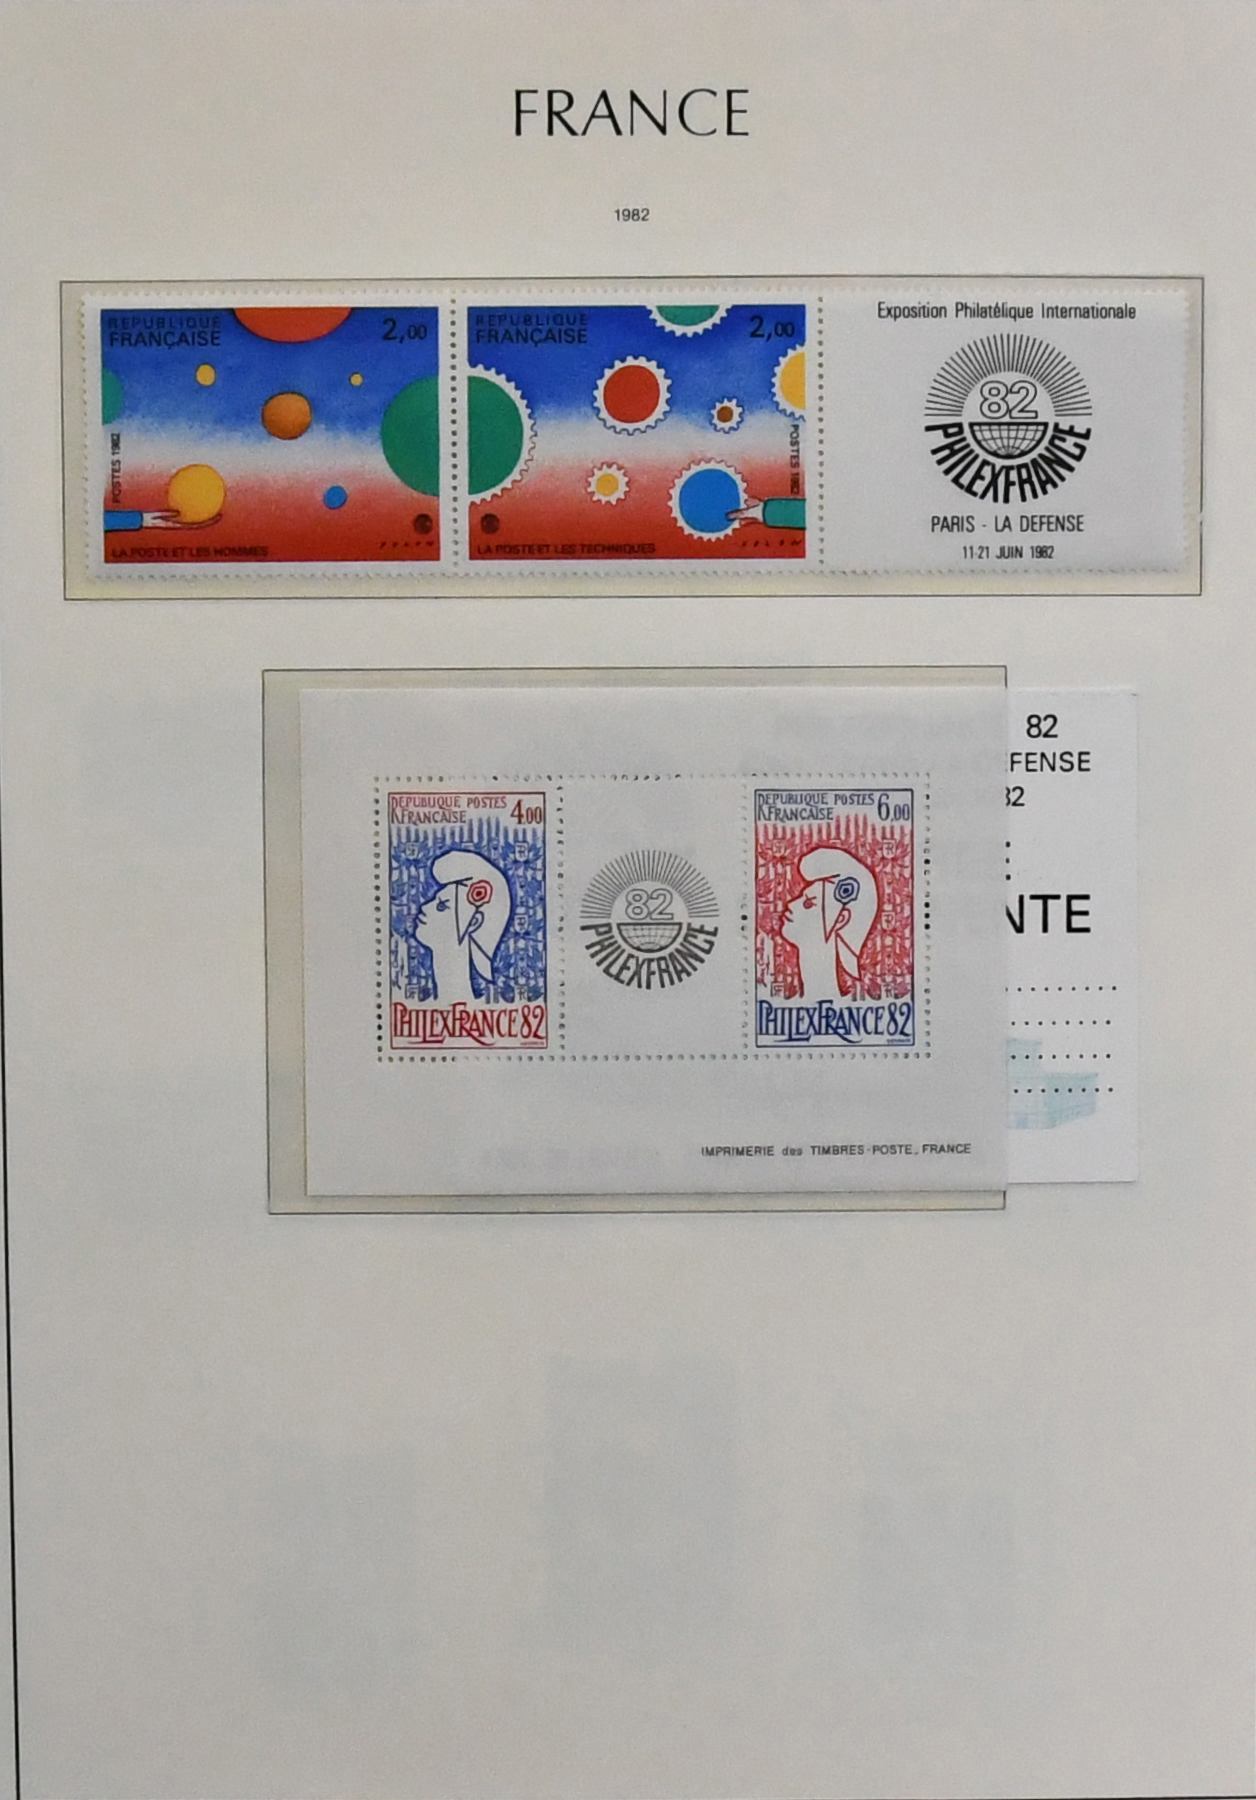 FRANCE
1982
REPUBLIQUE
FRANÇAISE
2,00
POSTES 1982
LA POSTE ET LES HOMMES
FOLON
REPUBLIQUE
FRANÇAISE
2,00
POSTES 1982
LA POSTE ET LES TECHNIQUES
FOLON
Exposition Philatélique Internationale
82
PHILEXFRANCE
PARIS - LA DEFENSE
11-21 JUIN 1982
REPUBLIQUE POSTES
FRANÇAISE
4,00
PHILEXFRANCE 82
82
PHILEXFRANCE
REPUBLIQUE POSTES
FRANÇAISE
6,00
PHILEXFRANCE 82
IMPRIMERIE des TIMBRES-POSTE, FRANCE
82
FENSE
82
NTE